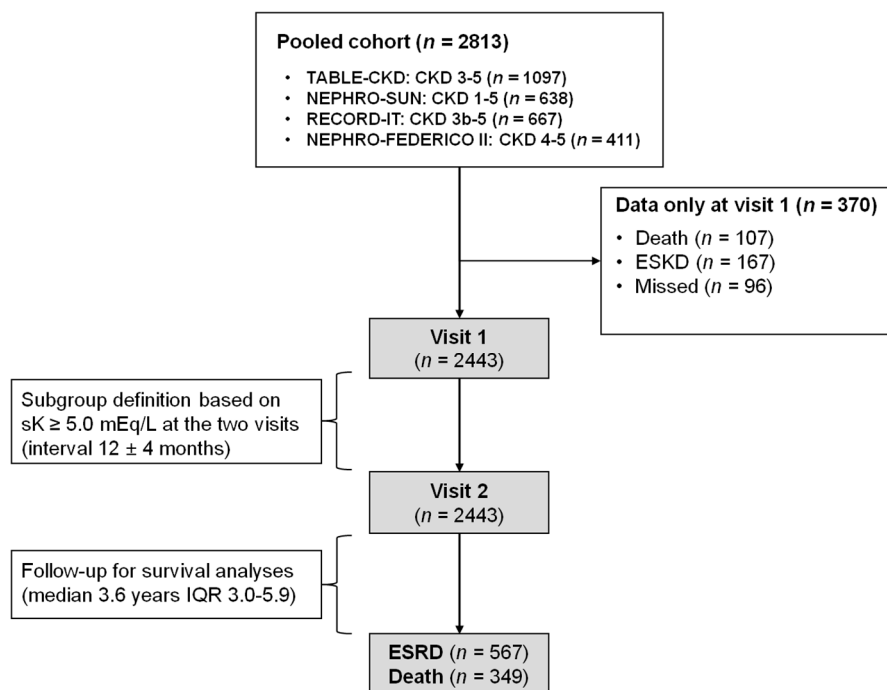 Pooled cohort (n = 2813)
• TABLE-CKD: CKD 3-5 (n = 1097)
• NEPHRO-SUN: CKD 1-5 (n = 638)
• RECORD-IT: CKD 3b-5 (n = 667)
• NEPHRO-FEDERICO II: CKD 4-5 (n = 411)
Data only at visit 1 (n = 370)
• Death (n = 107)
• ESKD (n = 167)
• Missed (n = 96)
Visit 1
(n = 2443)
Subgroup definition based on
sK ≥ 5.0 mEq/L at the two visits
(interval 12 ± 4 months)
Visit 2
(n = 2443)
Follow-up for survival analyses
(median 3.6 years IQR 3.0-5.9)
ESRD (n = 567)
Death (n = 349)